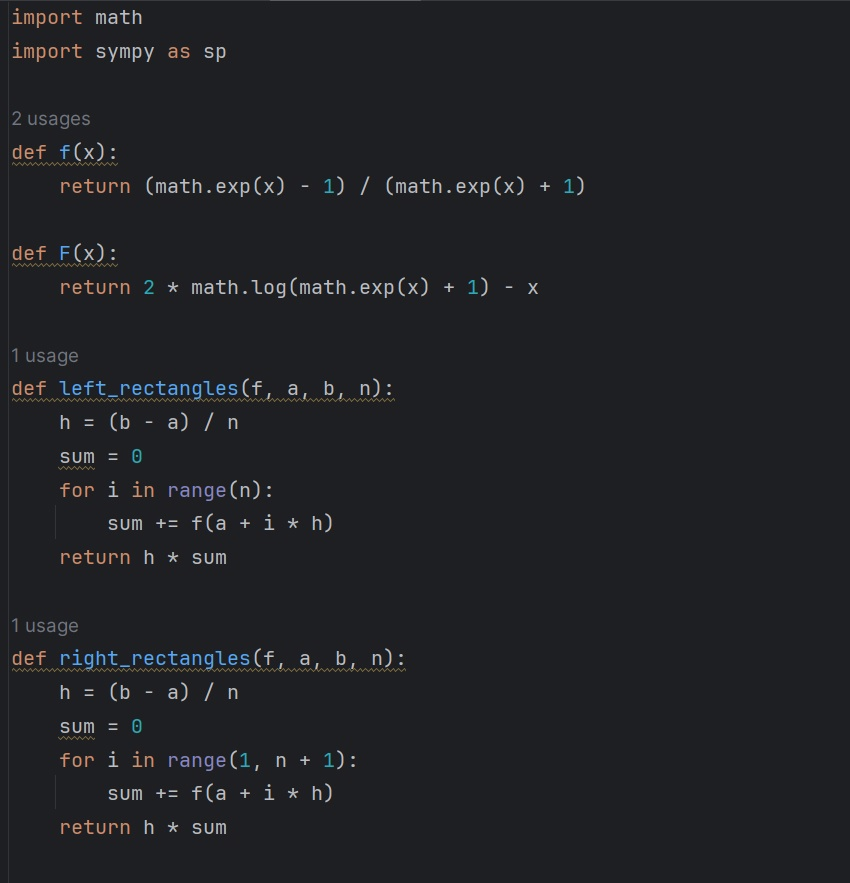 import math
import sympy as sp
2 usages
def f(x):
    return (math.exp(x) - 1) / (math.exp(x) + 1)
def F(x):
    return 2 * math.log(math.exp(x) + 1) - x
1 usage
def left_rectangles(f, a, b, n):
    h = (b - a) / n
    sum = 0
    for i in range(n):
        sum += f(a + i * h)
    return h * sum
1 usage
def right_rectangles(f, a, b, n):
    h = (b - a) / n
    sum = 0
    for i in range(1, n + 1):
        sum += f(a + i * h)
    return h * sum